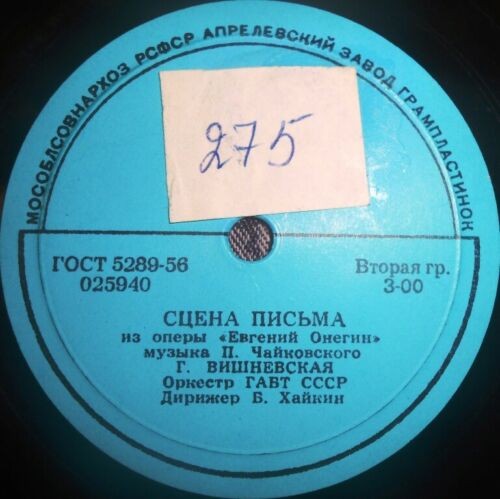 МОСОБЛСОВНАРХОЗ РСФСР АПРЕЛЕВСКИЙ ЗАВОД ГРАМПЛАСТИНОК
275
ГОСТ 5289-56 Вторая гр.
025940 3-00
СЦЕНА ПИСЬМА
из оперы «Евгений Онегин»
музыка П. Чайковского
Г. ВИШНЕВСКАЯ
Оркестр ГАБТ СССР
Дирижер Б. Хайкин